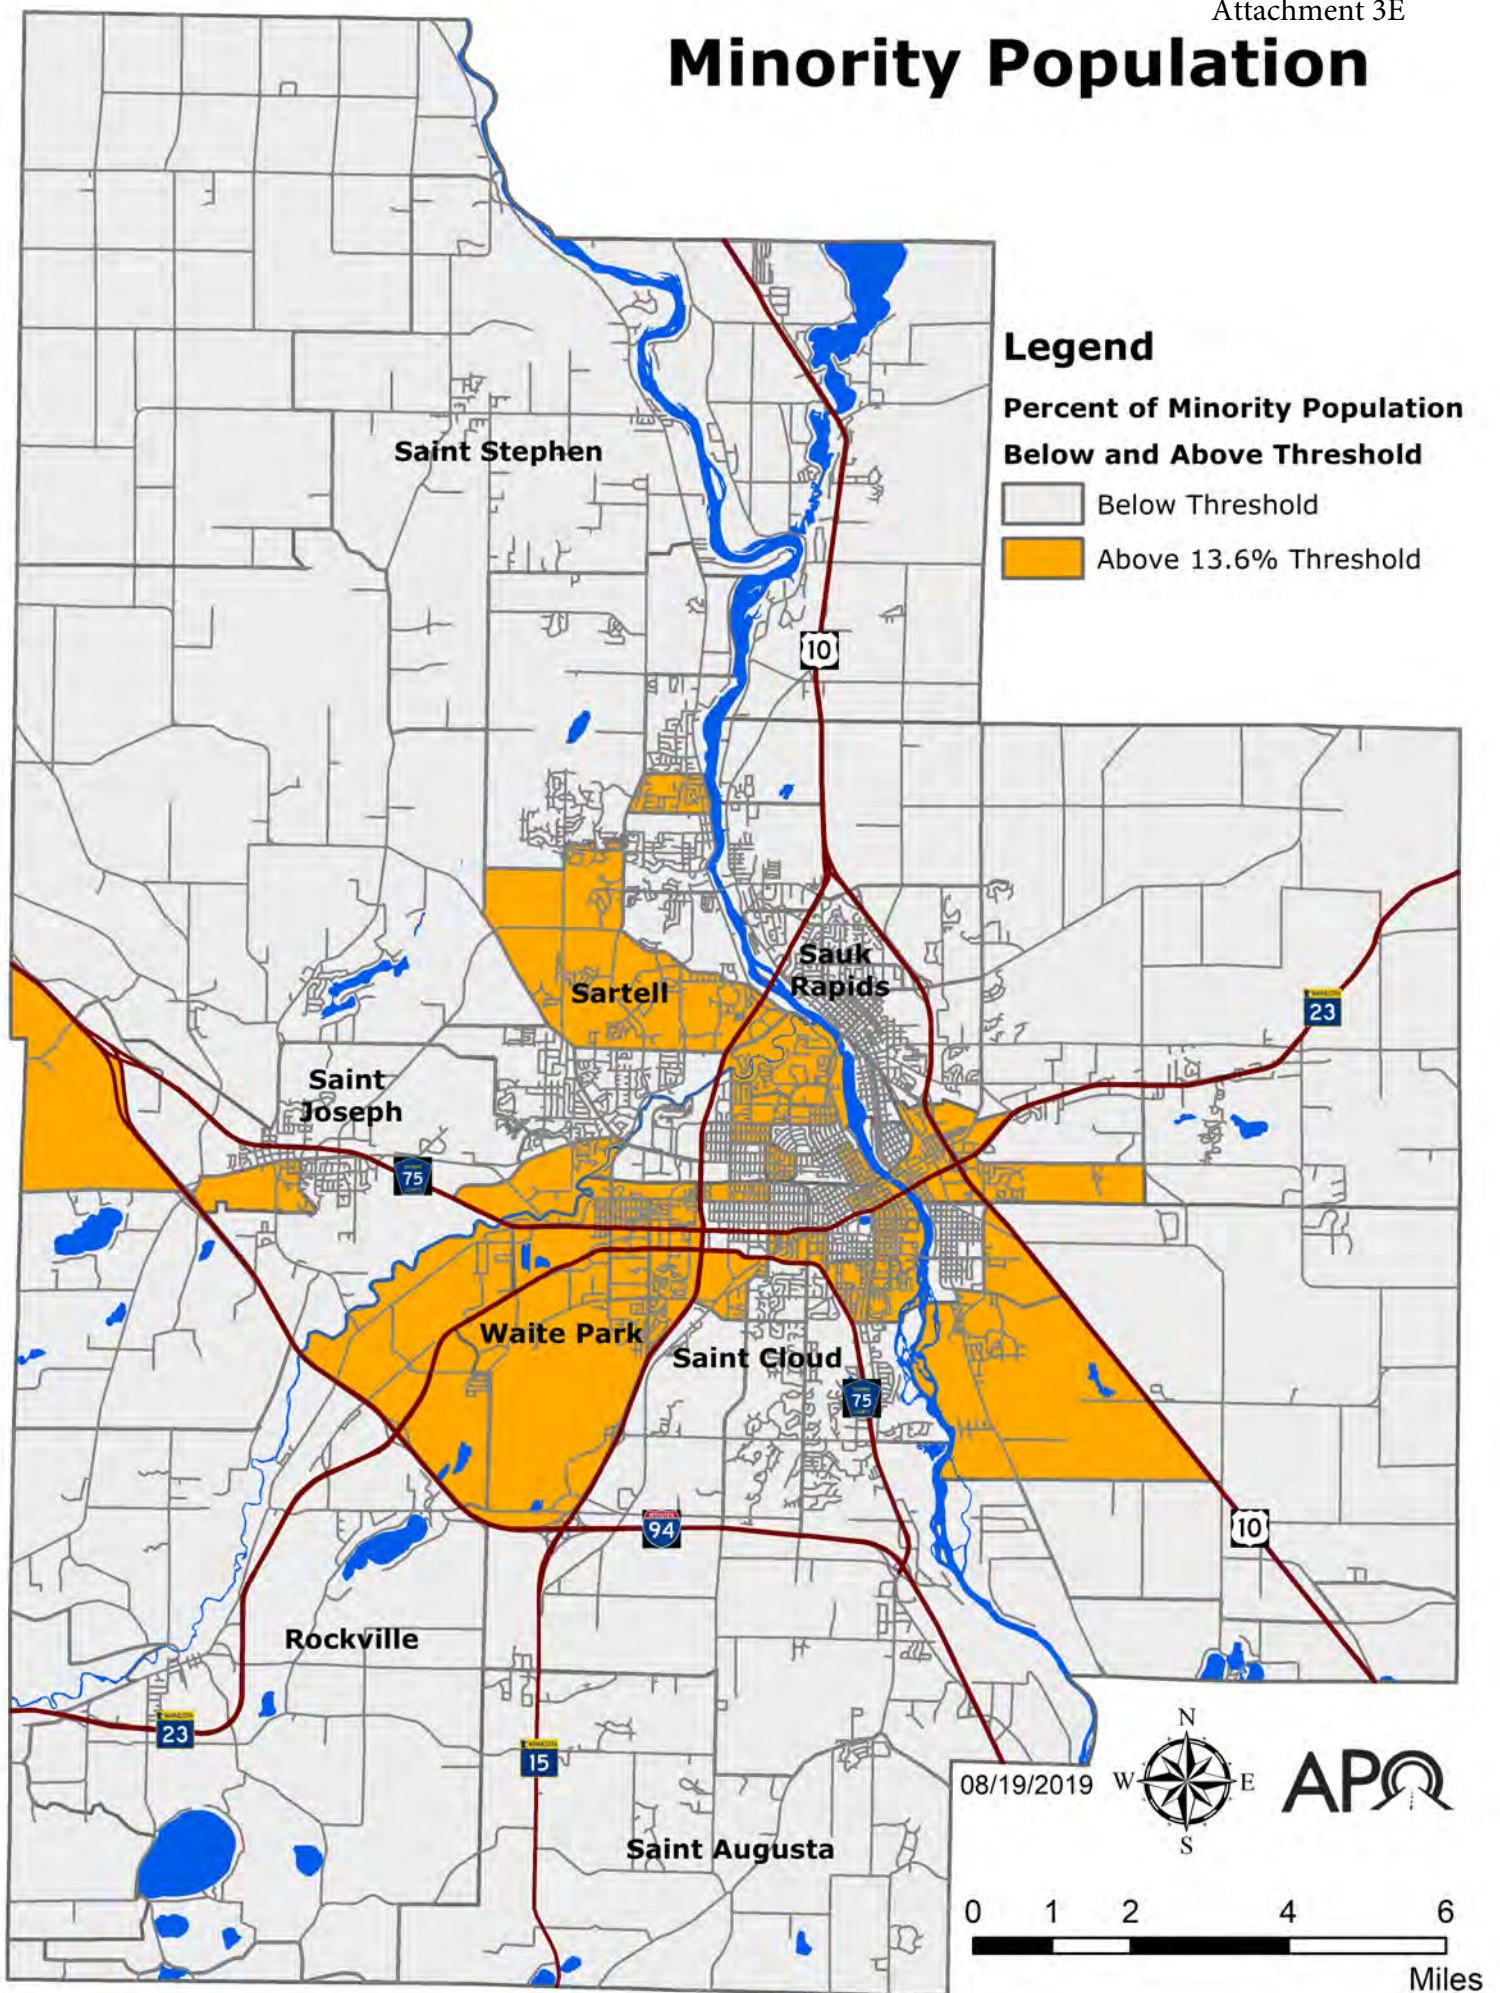 Attachment 3E
Minority Population
Legend
Percent of Minority Population
Below and Above Threshold
Below Threshold
Above 13.6% Threshold
Saint Stephen
10
Sauk
Rapids
Sartell
23
Saint
Joseph
75
Waite Park
Saint Cloud
75
94
10
Rockville
23
15
Saint Augusta
08/19/2019
N
W
E
S
APO
0 1 2 4 6
Miles